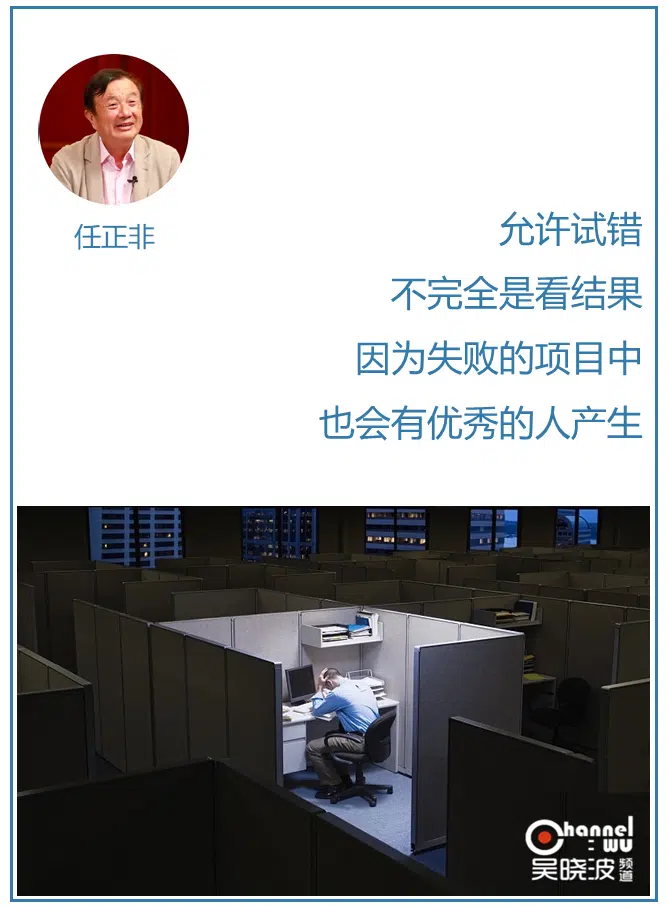 任正非
允许试错
不完全是看结果
因为失败的项目中
也会有优秀的人产生
Channel
:wu
吴晓波频道